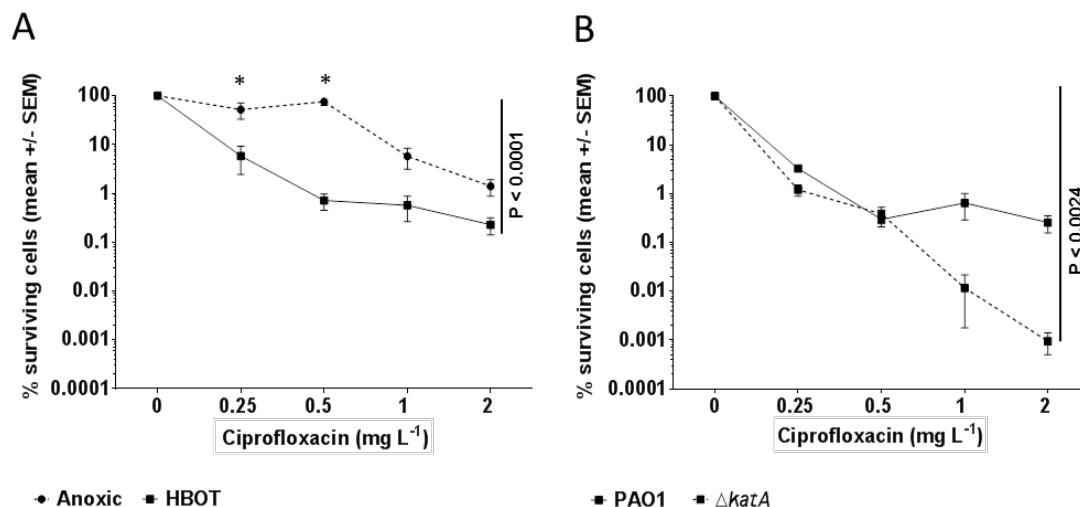 A
% surviving cells (mean +/- SEM)
100
10
1
0.1
0.01
0.001
0.0001
*
*
P < 0.0001
0
0.25
0.5
1
2
Ciprofloxacin (mg L⁻¹)
Anoxic
HBOT
B
% surviving cells (mean +/- SEM)
100
10
1
0.1
0.01
0.001
0.0001
P < 0.0024
0
0.25
0.5
1
2
Ciprofloxacin (mg L⁻¹)
PAO1
△katA